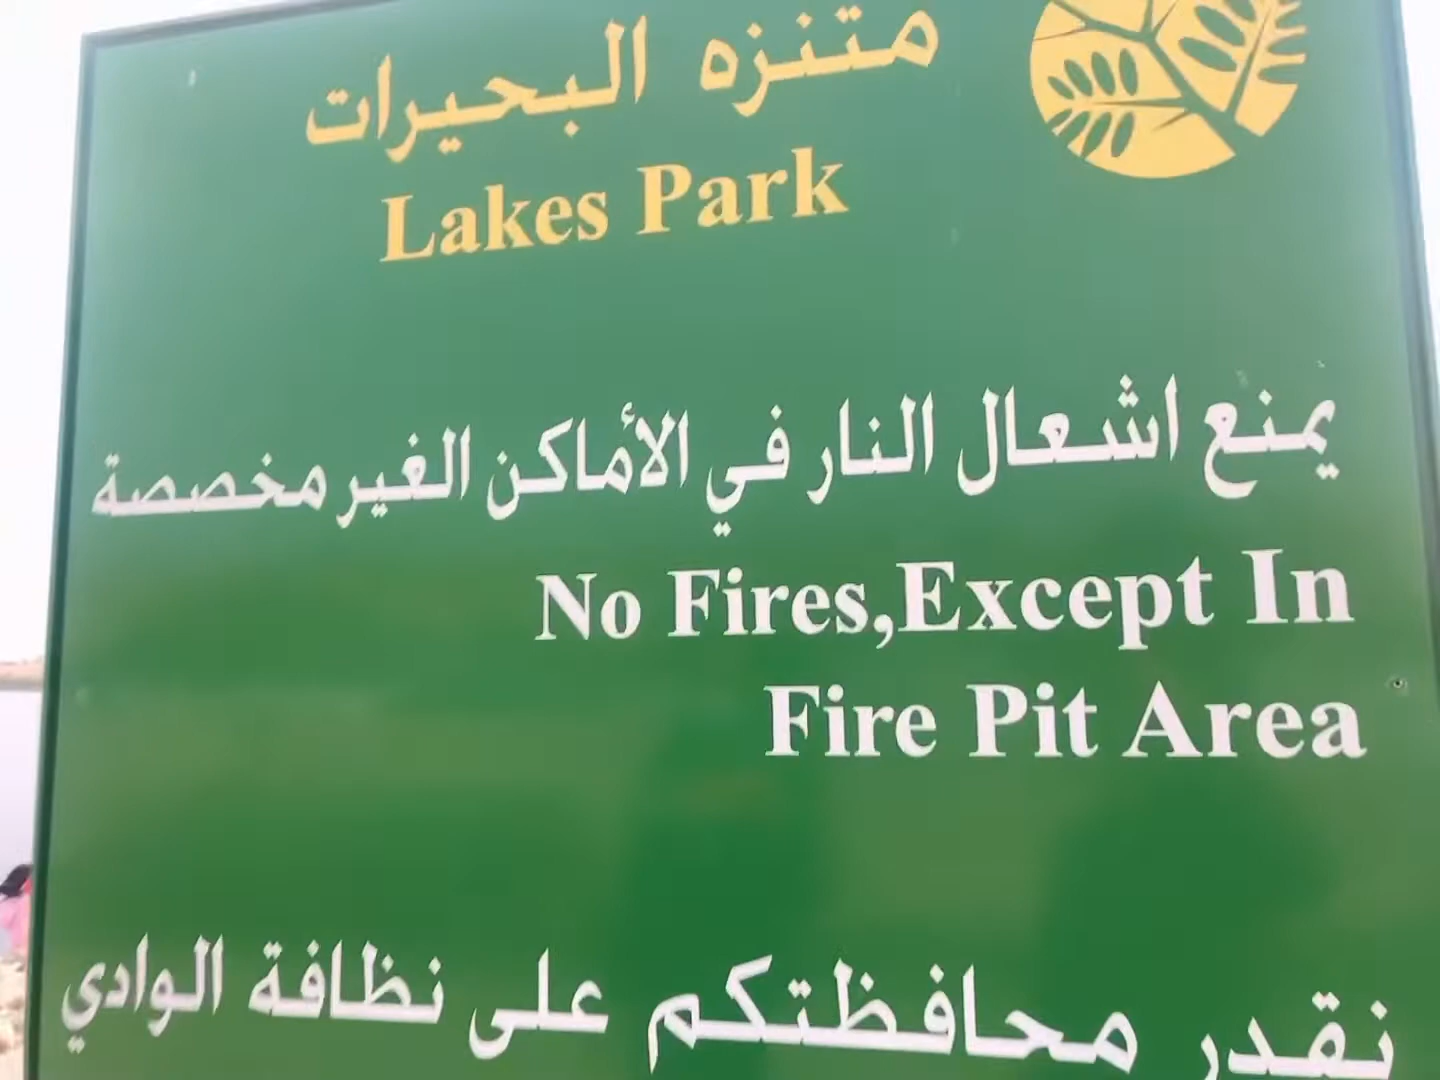 متنزه البحيرات
Lakes Park
يمنع اشعال النار في الأماكن الغير مخصصة
No Fires,Except In
Fire Pit Area
نقدر محافظتكم على نظافة الوادي